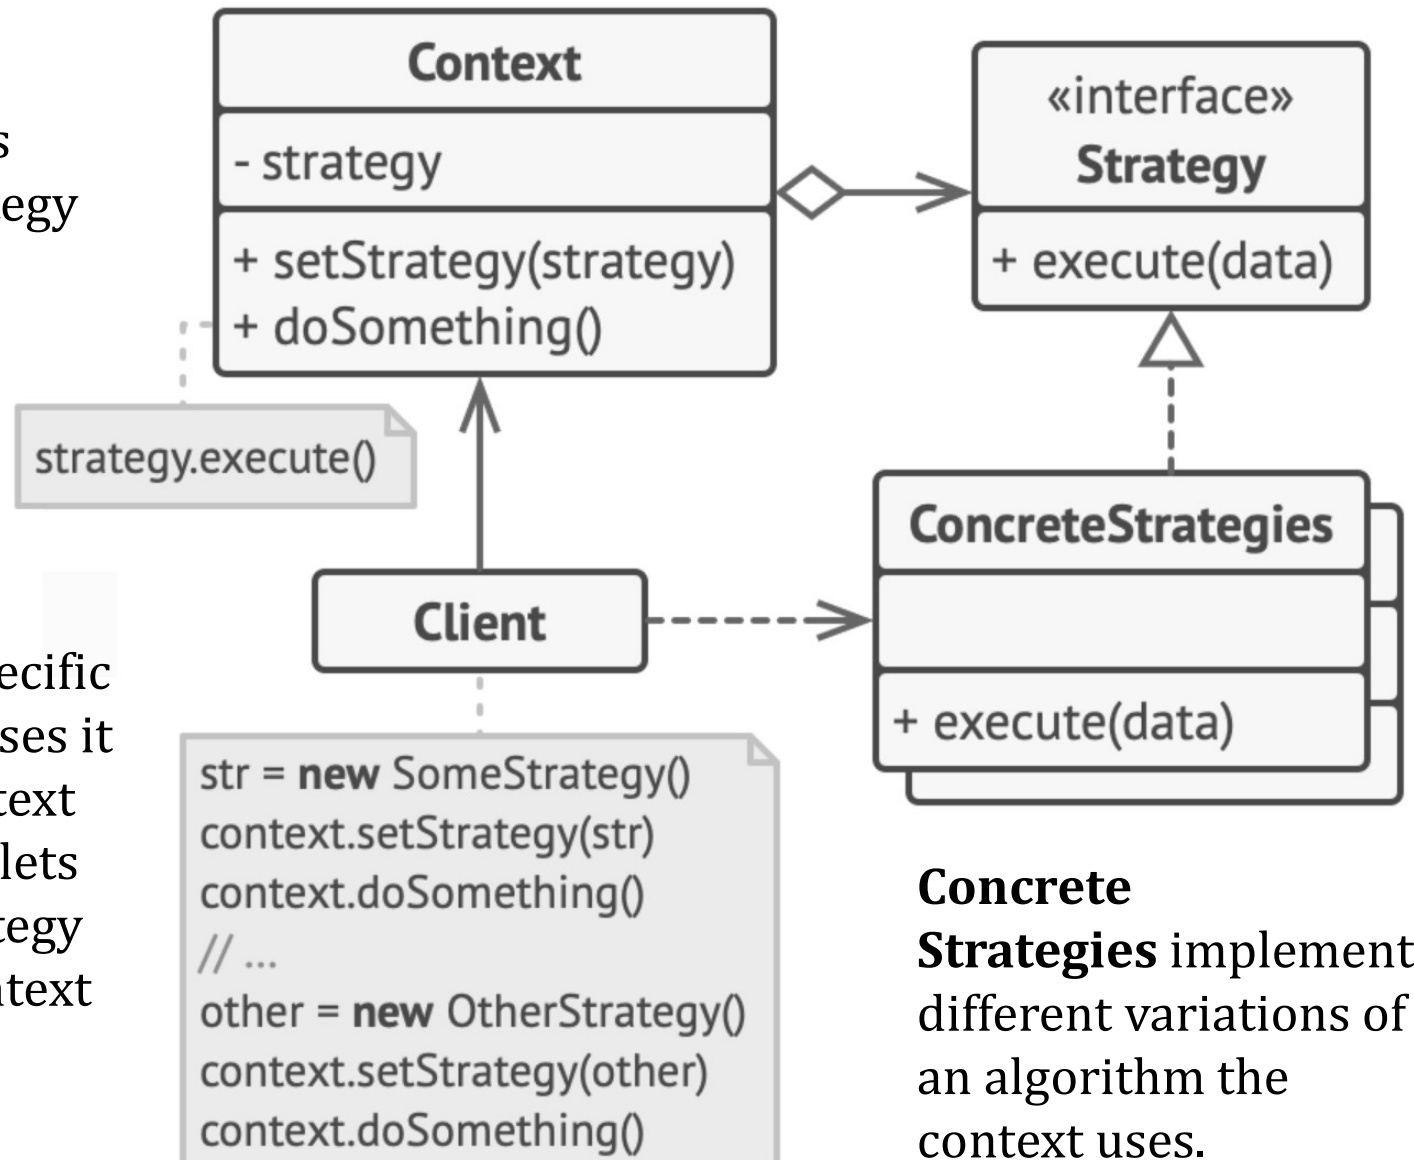 Context
- strategy
+ setStrategy(strategy)
+ doSomething()
«interface»
Strategy
+ execute(data)
egy
strategy.execute()
Client
ConcreteStrategies
+ execute(data)
ecific
ses it
text
lets
tegy
ntext
str = new SomeStrategy()
context.setStrategy(str)
context.doSomething()
// ...
other = new OtherStrategy()
context.setStrategy(other)
context.doSomething()
Concrete
Strategies implement
different variations of
an algorithm the
context uses.